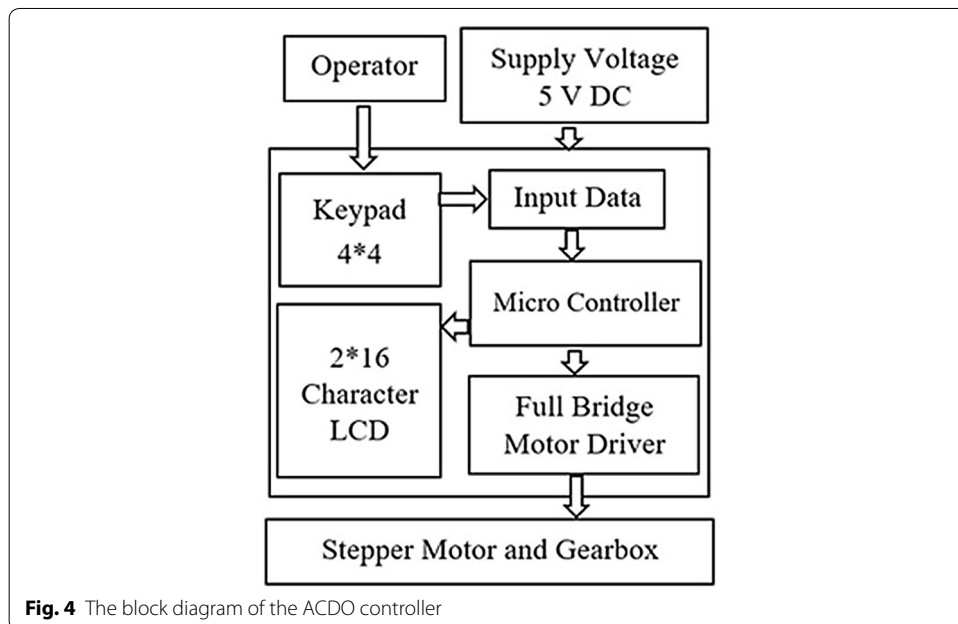 Operator
Supply Voltage
5 V DC
Keypad
4*4
Input Data
Micro Controller
2*16
Character
LCD
Full Bridge
Motor Driver
Stepper Motor and Gearbox
Fig. 4 The block diagram of the ACDO controller